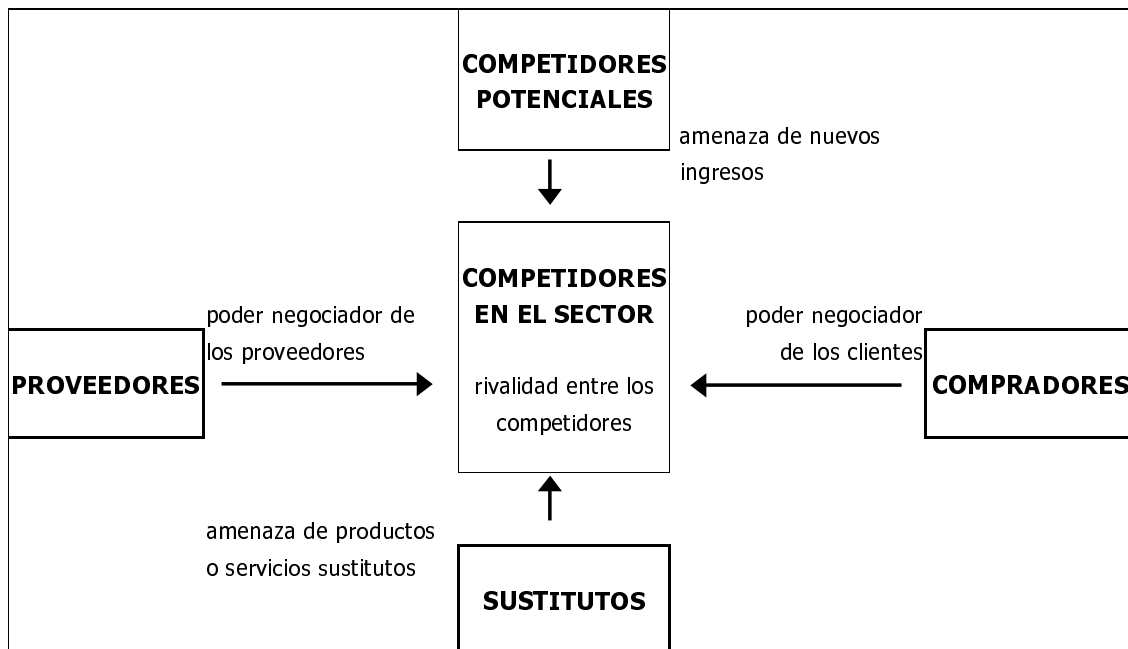 COMPETIDORES
POTENCIALES
amenaza de nuevos
ingresos
COMPETIDORES
EN EL SECTOR
rivalidad entre los
competidores
poder negociador de
los proveedores
PROVEEDORES
poder negociador
de los clientes
COMPRADORES
amenaza de productos
o servicios sustitutos
SUSTITUTOS